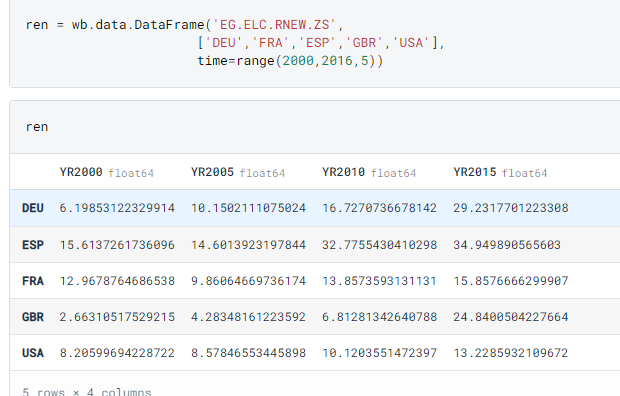 ren = wb.data.DataFrame('EG.ELC.RNEW.ZS',
['DEU','FRA','ESP','GBR','USA'],
time=range(2000,2016,5))
ren
YR2000 float64 YR2005 float64 YR2010 float64 YR2015 float64
DEU 6.19853122329914 10.1502111075024 16.7270736678142 29.2317701223308
ESP 15.6137261736096 14.6013923197844 32.7755430410298 34.949890565603
FRA 12.9678764686538 9.86064669736174 13.8573593131131 15.8576666299907
GBR 2.66310517529215 4.28348161223592 6.81281342640788 24.8400504227664
USA 8.20599694228722 8.57846553445898 10.1203551472397 13.2285932109672
5 rows × 4 columns